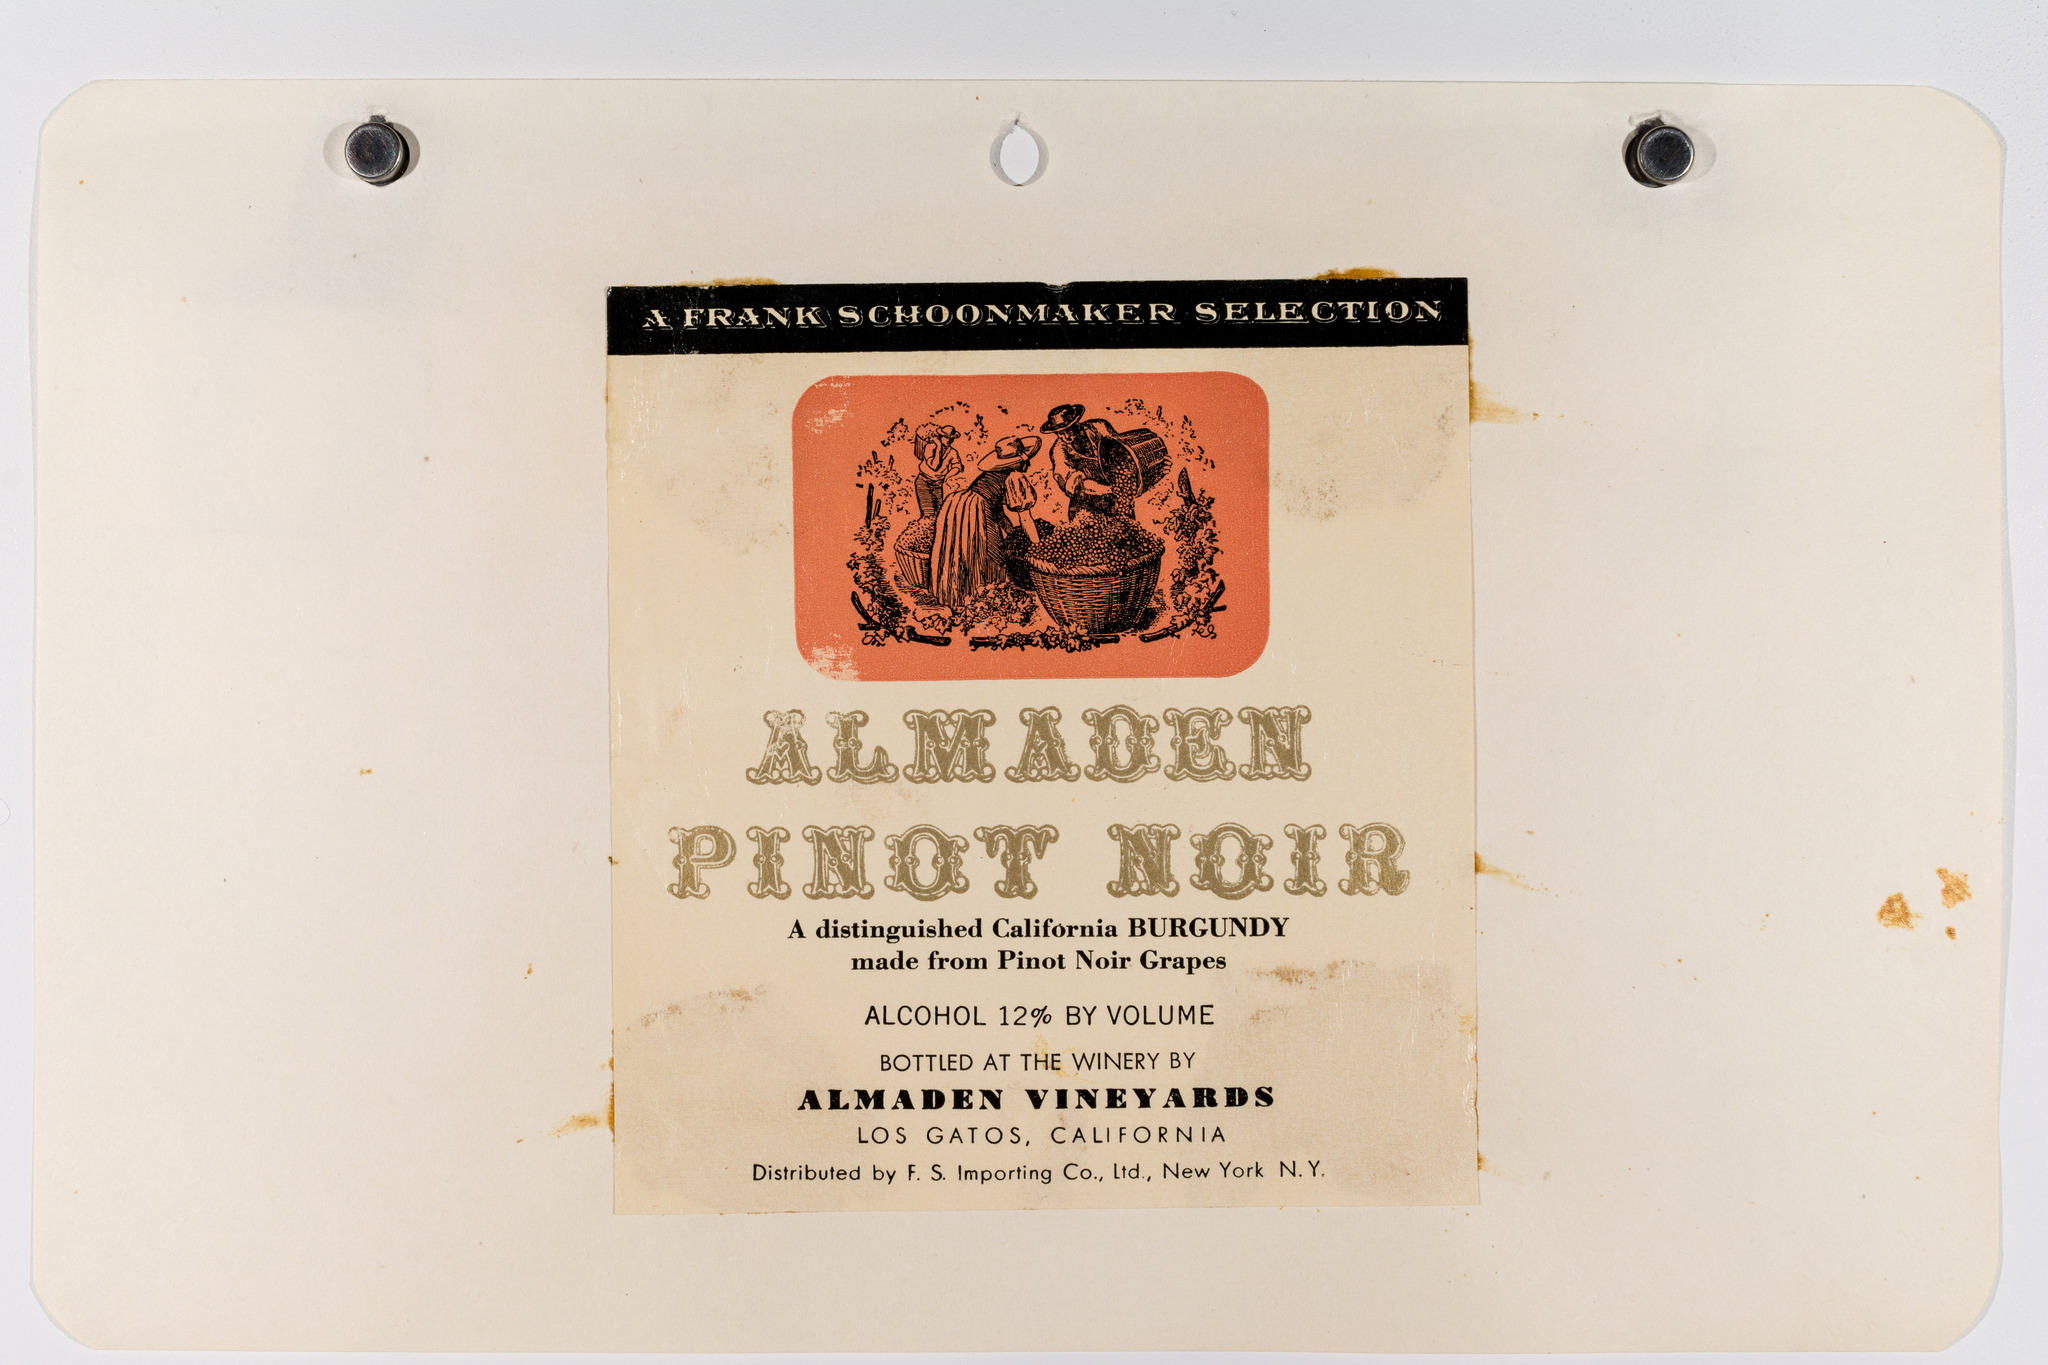 A FRANK SCHOONMAKER SELECTION
ALMADEN
PINOT NOIR
A distinguished California BURGUNDY
made from Pinot Noir Grapes
ALCOHOL 12% BY VOLUME
BOTTLED AT THE WINERY BY
ALMADEN VINEYARDS
LOS GATOS, CALIFORNIA
Distributed by F. S. Importing Co., Ltd., New York N. Y.